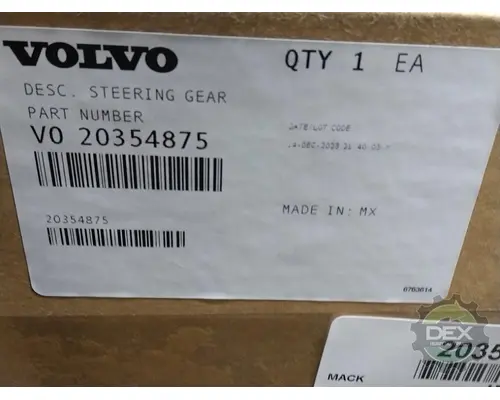 VOLVO
QTY 1 EA
DESC. STEERING GEAR
PART NUMBER
VO 20354875
DATE/LOT CODE
20354875
MADE IN: MX
6763614
DEX
2035
MACK